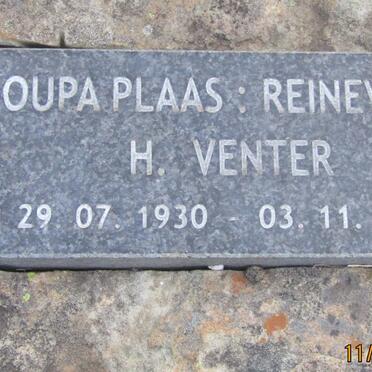 OUPA PLAAS : REINEV
H. VENTER
29. 07. 1930 - 03. 11.
11/